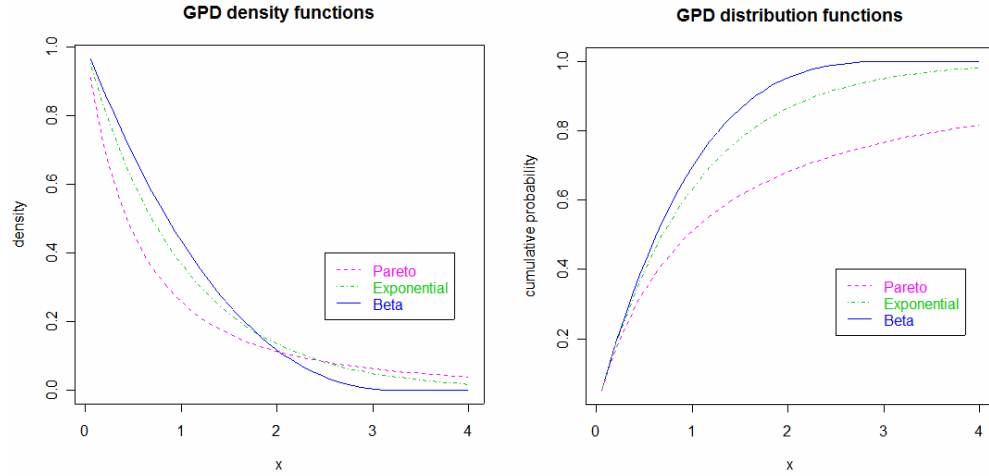 GPD density functions
1.0
0.8
0.6
0.4
0.2
0.0
density
Pareto
Exponential
Beta
0 1 2 3 4
x
GPD distribution functions
1.0
0.8
0.6
0.4
0.2
cumulative probability
Pareto
Exponential
Beta
0 1 2 3 4
x